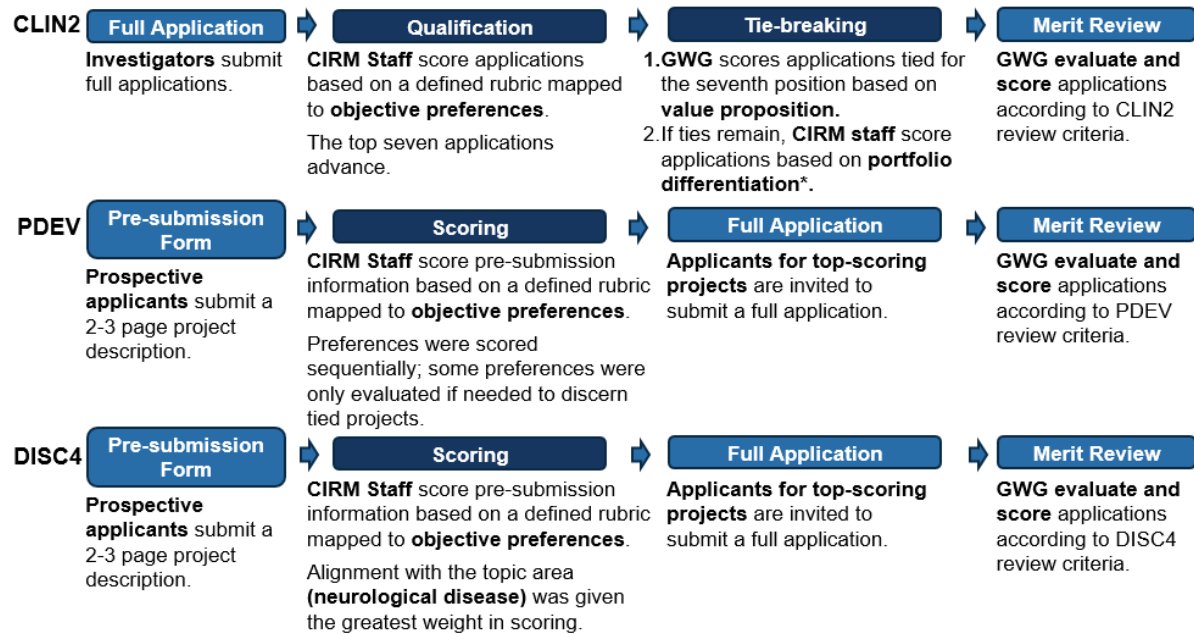 CLIN2
Full Application
Investigators submit
full applications.
Qualification
CIRM Staff score applications
based on a defined rubric mapped
to objective preferences.
The top seven applications
advance.
Tie-breaking
1.GWG scores applications tied for
the seventh position based on
value proposition.
2.If ties remain, CIRM staff score
applications based on portfolio
differentiation*.
Merit Review
GWG evaluate and
score applications
according to CLIN2
review criteria.
PDEV
Pre-submission
Form
Prospective
applicants submit a
2-3 page project
description.
Scoring
CIRM Staff score pre-submission
information based on a defined rubric
mapped to objective preferences.
Preferences were scored
sequentially; some preferences were
only evaluated if needed to discern
tied projects.
Full Application
Applicants for top-scoring
projects are invited to
submit a full application.
Merit Review
GWG evaluate and
score applications
according to PDEV
review criteria.
DISC4
Pre-submission
Form
Prospective
applicants submit a
2-3 page project
description.
Scoring
CIRM Staff score pre-submission
information based on a defined rubric
mapped to objective preferences.
Alignment with the topic area
(neurological disease) was given
the greatest weight in scoring.
Full Application
Applicants for top-scoring
projects are invited to
submit a full application.
Merit Review
GWG evaluate and
score applications
according to DISC4
review criteria.